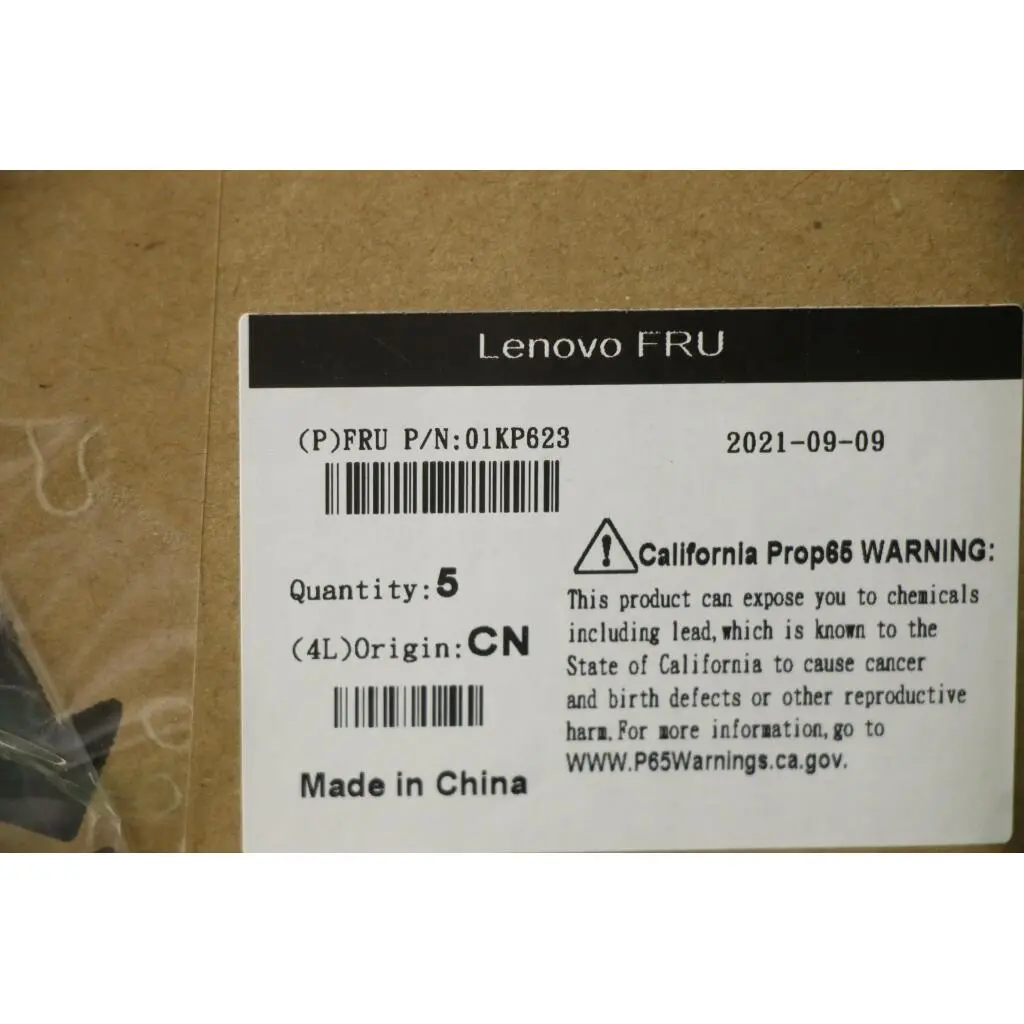 Lenovo FRU
(P)FRU P/N:01KP623
2021-09-09
Quantity:5
(4L)Origin:CN
Made in China
California Prop65 WARNING:
This product can expose you to chemicals
including lead,which is known to the
State of California to cause cancer
and birth defects or other reproductive
harm.For more information,go to
WWW.P65Warnings.ca.gov.